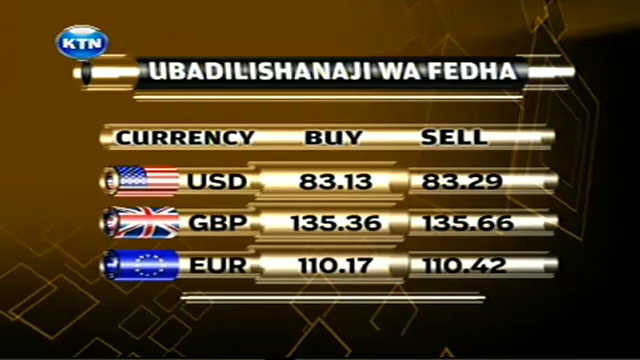 KTN
UBADILISHANAJI WA FEDHA
CURRENCY BUY SELL
USD 83.13 83.29
GBP 135.36 135.66
EUR 110.17 110.42